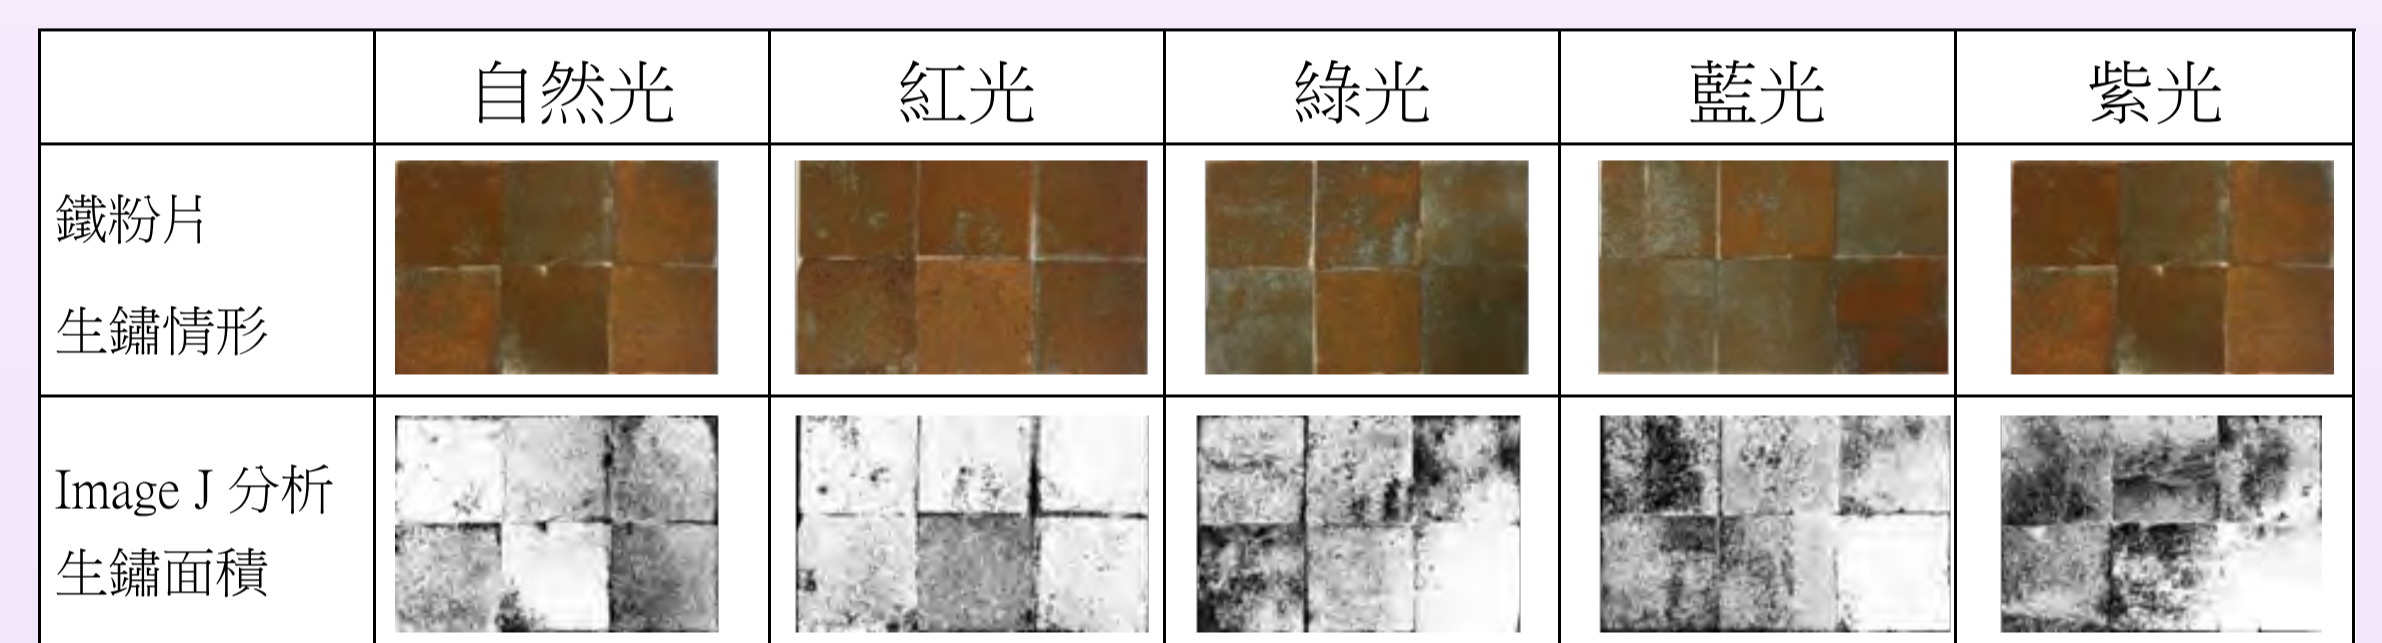 自然光
紅光
綠光
藍光
紫光
鐵粉片
生鏽情形
Image J 分析
生鏽面積